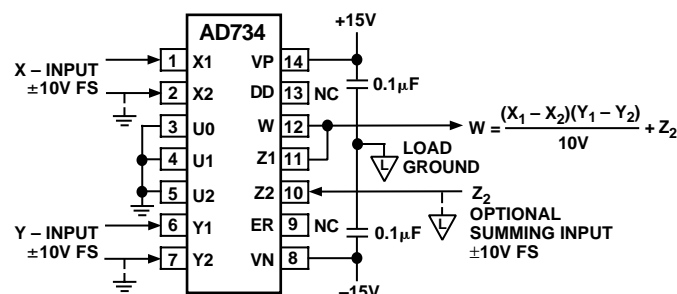 AD734
+15V
X – INPUT
±10V FS
1 X1
2 X2
3 U0
4 U1
5 U2
Y – INPUT
±10V FS
6 Y1
7 Y2
VP 14
DD 13 NC
W 12
Z1 11
Z2 10
ER 9 NC
VN 8
0.1µF
L
LOAD
GROUND
W = (X1 – X2)(Y1 – Y2)
10V
+ Z2
Z2
L
OPTIONAL
SUMMING INPUT
±10V FS
0.1µF
–15V